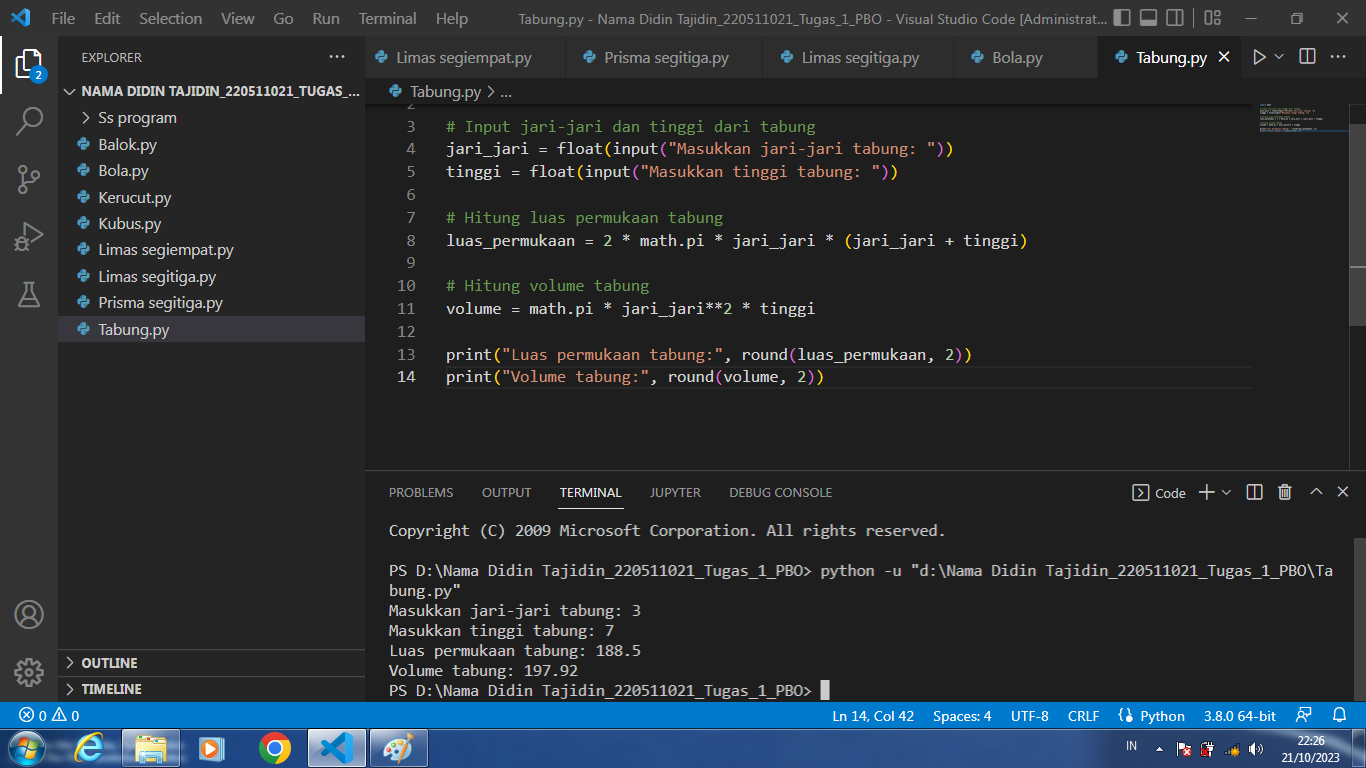 File Edit Selection View Go Run Terminal Help Tabung.py - Nama Didin Tajidin_220511021_Tugas_1_PBO - Visual Studio Code [Administrat...
EXPLORER ...
2
NAMA DIDIN TAJIDIN_220511021_TUGAS_...
Ss program
Balok.py
Bola.py
Kerucut.py
Kubus.py
Limas segiempat.py
Limas segitiga.py
Prisma segitiga.py
Tabung.py
OUTLINE
TIMELINE
Limas segiempat.py Prisma segitiga.py Limas segitiga.py Bola.py Tabung.py
Tabung.py > ...
2
3 # Input jari-jari dan tinggi dari tabung
4 jari_jari = float(input("Masukkan jari-jari tabung: "))
5 tinggi = float(input("Masukkan tinggi tabung: "))
6
7 # Hitung luas permukaan tabung
8 luas_permukaan = 2 * math.pi * jari_jari * (jari_jari + tinggi)
9
10 # Hitung volume tabung
11 volume = math.pi * jari_jari**2 * tinggi
12
13 print("Luas permukaan tabung:", round(luas_permukaan, 2))
14 print("Volume tabung:", round(volume, 2))
PROBLEMS OUTPUT TERMINAL JUPYTER DEBUG CONSOLE Code
Copyright (C) 2009 Microsoft Corporation. All rights reserved.
PS D:\Nama Didin Tajidin_220511021_Tugas_1_PBO> python -u "d:\Nama Didin Tajidin_220511021_Tugas_1_PBO\Ta
bung.py"
Masukkan jari-jari tabung: 3
Masukkan tinggi tabung: 7
Luas permukaan tabung: 188.5
Volume tabung: 197.92
PS D:\Nama Didin Tajidin_220511021_Tugas_1_PBO>
0 0 Ln 14, Col 42 Spaces: 4 UTF-8 CRLF Python 3.8.0 64-bit
IN 22:26
21/10/2023